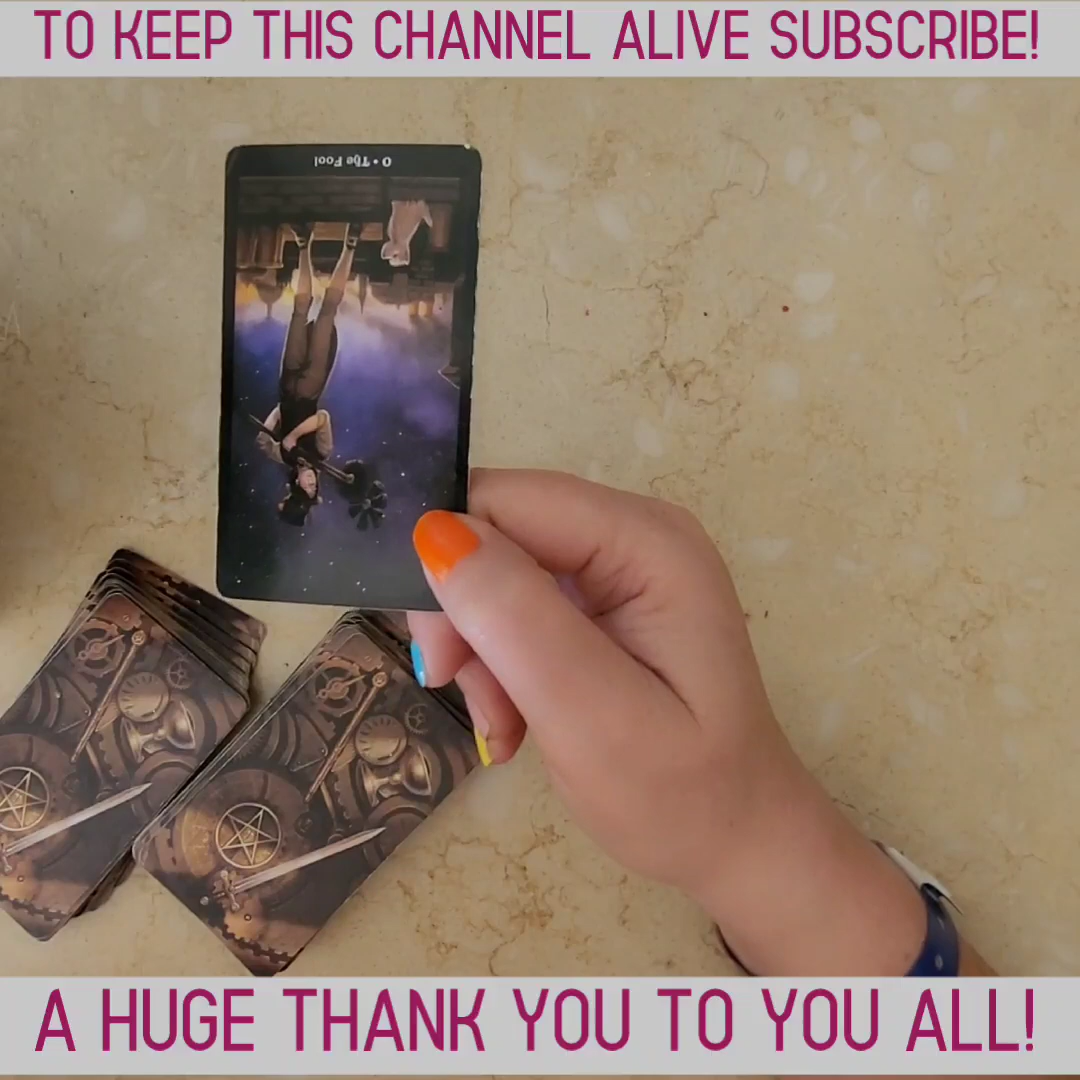 TO KEEP THIS CHANNEL ALIVE SUBSCRIBE!
0 • The Fool
A HUGE THANK YOU TO YOU ALL!